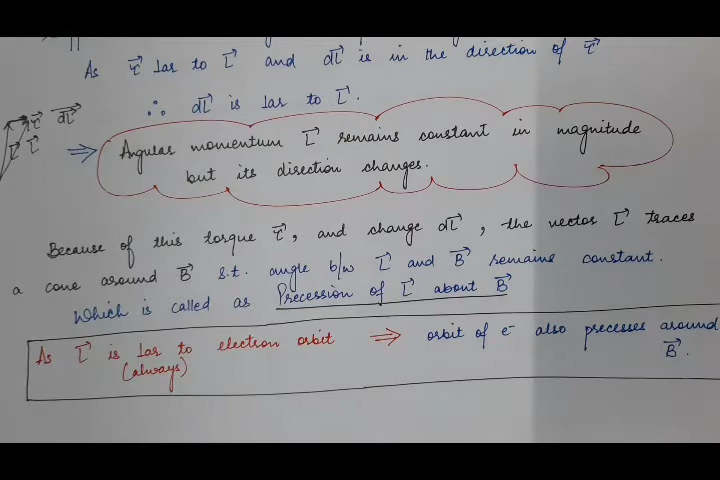 As τ⃗ ⊥ar to L⃗ and dL⃗ is in the direction of τ⃗
∴ dL⃗ is ⊥ar to L⃗.
τ⃗ dL⃗
L⃗ L⃗
⇒ Angular momentum L⃗ remains constant in magnitude
but its direction changes.
Because of this torque τ⃗, and change dL⃗, the vector L⃗ traces
a cone around B⃗ s.t. angle b/w L⃗ and B⃗ remains constant.
Which is called as Precession of L⃗ about B⃗
As L⃗ is ⊥ar to electron orbit ⇒ orbit of e⁻ also precesses around
(always) B⃗.